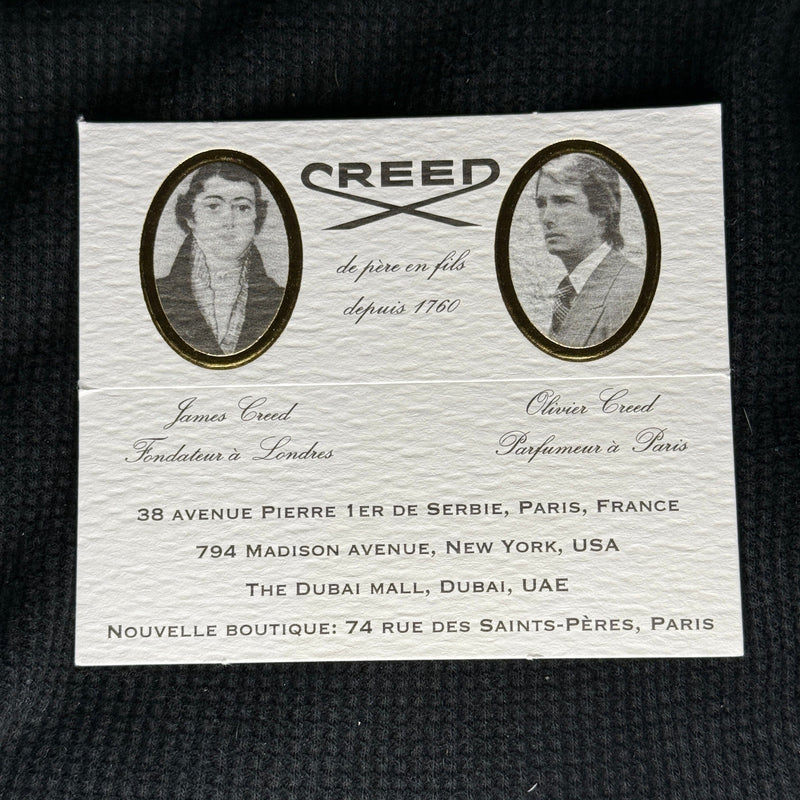 CREED
de père en fils
depuis 1760
James Creed
Fondateur à Londres
Olivier Creed
Parfumeur à Paris
38 AVENUE PIERRE 1ER DE SERBIE, PARIS, FRANCE
794 MADISON AVENUE, NEW YORK, USA
THE DUBAI MALL, DUBAI, UAE
NOUVELLE BOUTIQUE: 74 RUE DES SAINTS-PÈRES, PARIS